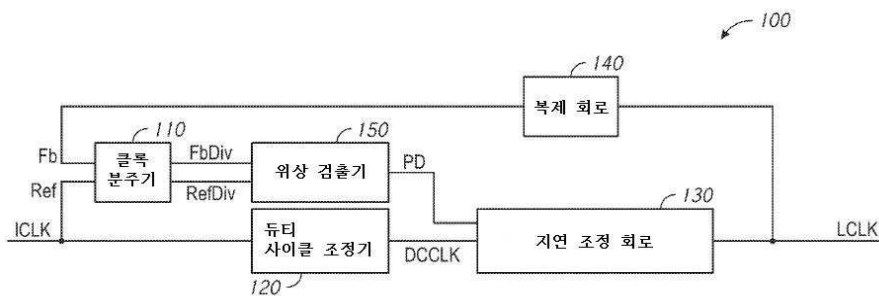 100
140
복제 회로
110
150
Fb
클록
분주기
FbDiv
위상 검출기
PD
Ref
RefDiv
130
ICLK
듀티
사이클 조정기
DCCLK
지연 조정 회로
LCLK
120